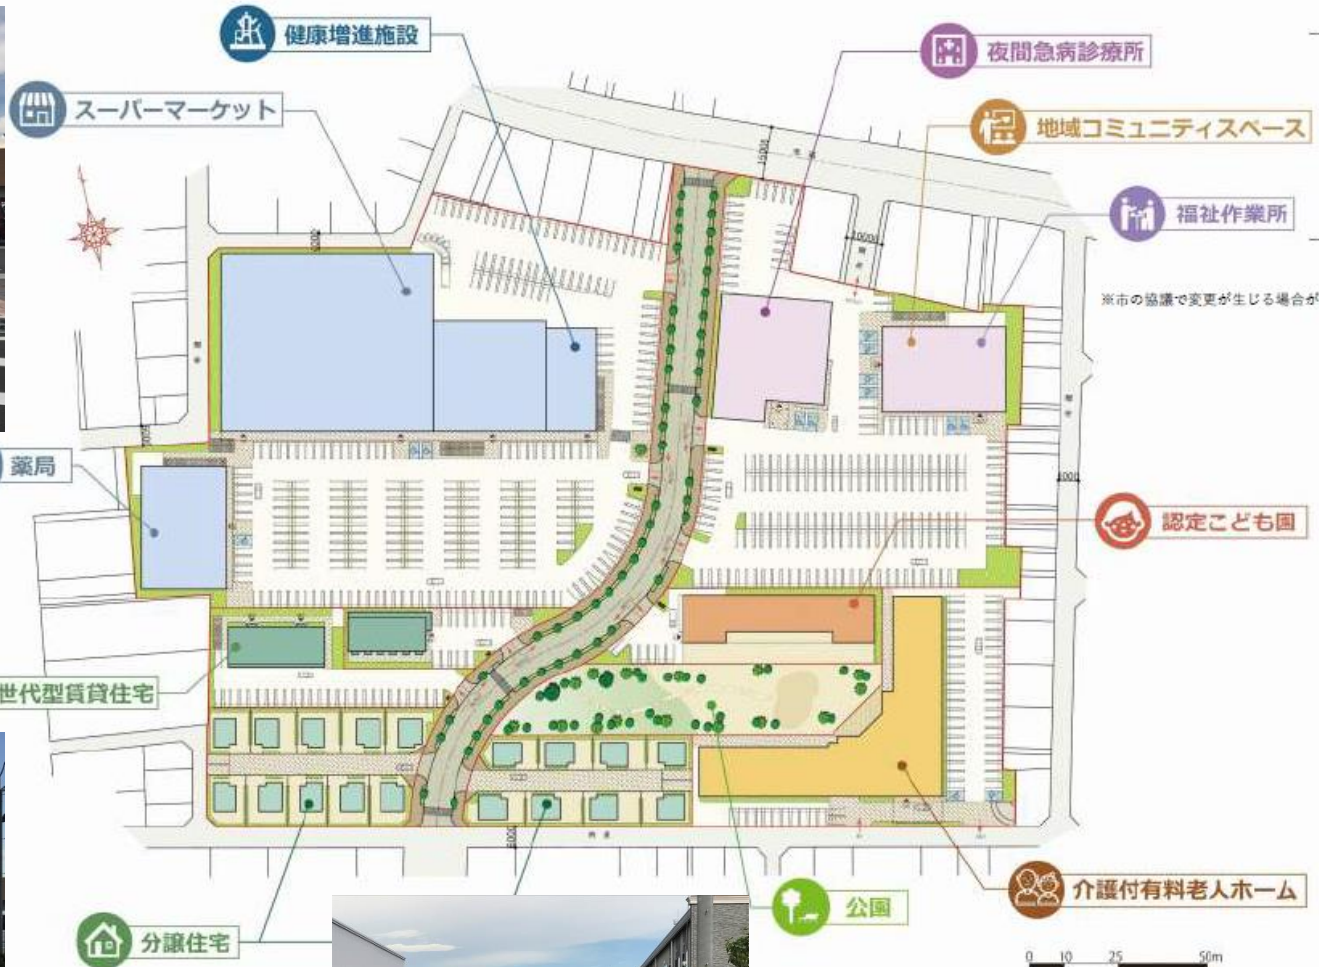 健康増進施設
夜間急病診療所
スーパーマーケット
地域コミュニティスペース
福祉作業所
※市の協議で変更が生じる場合が
薬局
認定こども園
世代型賃貸住宅
介護付有料老人ホーム
公園
分譲住宅
0 10 25 50m